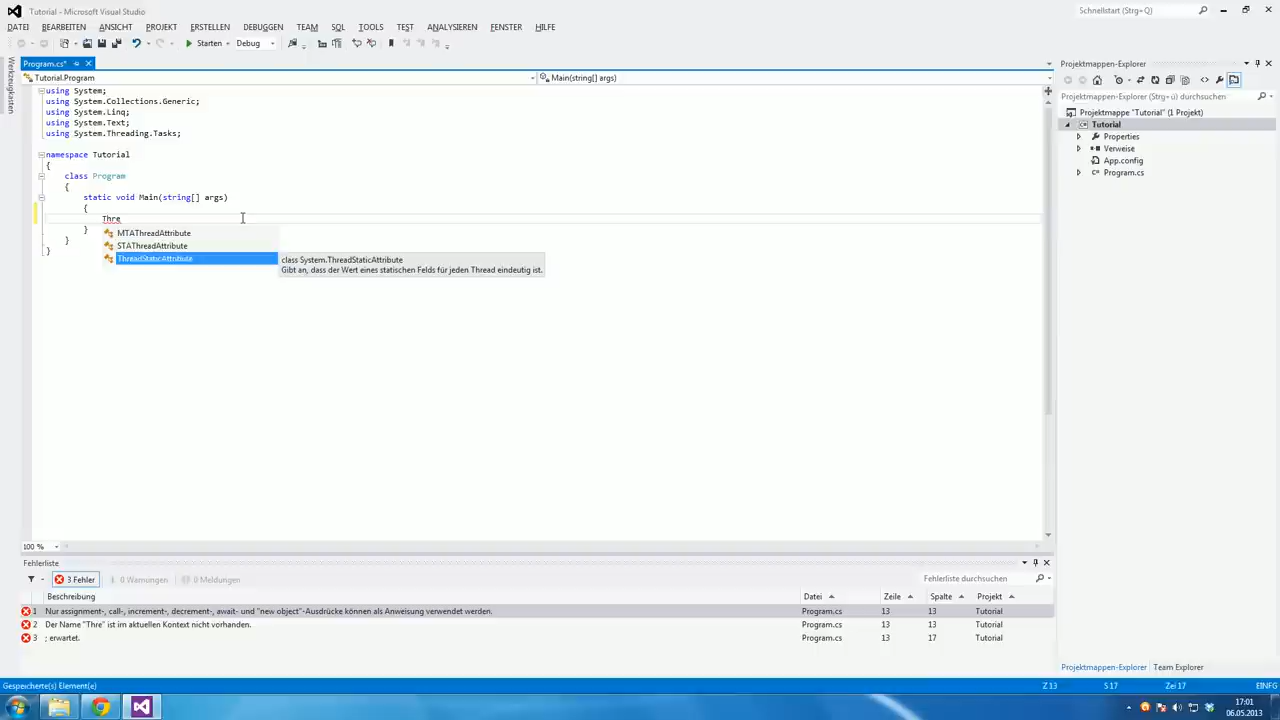 Tutorial - Microsoft Visual Studio
Schnellstart (Strg+Q)
DATEI BEARBEITEN ANSICHT PROJEKT ERSTELLEN DEBUGGEN TEAM SQL TOOLS TEST ANALYSIEREN FENSTER HILFE
Starten Debug
Werkzeugkasten
Program.cs*
Projektmappen-Explorer
Tutorial.Program
Main(string[] args)
Projektmappen-Explorer (Strg+ü) durchsuchen
using System;
using System.Collections.Generic;
using System.Linq;
using System.Text;
using System.Threading.Tasks;
namespace Tutorial
{
class Program
{
static void Main(string[] args)
{
Thre
}
}
}
MTAThreadAttribute
STAThreadAttribute
ThreadStaticAttribute
class System.ThreadStaticAttribute
Gibt an, dass der Wert eines statischen Felds für jeden Thread eindeutig ist.
Projektmappe "Tutorial" (1 Projekt)
Tutorial
Properties
Verweise
App.config
Program.cs
100 %
Fehlerliste
3 Fehler 0 Warnungen 0 Meldungen
Fehlerliste durchsuchen
Beschreibung Datei Zeile Spalte Projekt
1 Nur assignment-, call-, increment-, decrement-, await- und "new object"-Ausdrücke können als Anweisung verwendet werden. Program.cs 13 13 Tutorial
2 Der Name "Thre" ist im aktuellen Kontext nicht vorhanden. Program.cs 13 13 Tutorial
3 ; erwartet. Program.cs 13 17 Tutorial
Projektmappen-Explorer Team Explorer
Gespeicherte(s) Element(e) Z 13 S 17 Zei 17 EINFG
17:01
06.05.2013